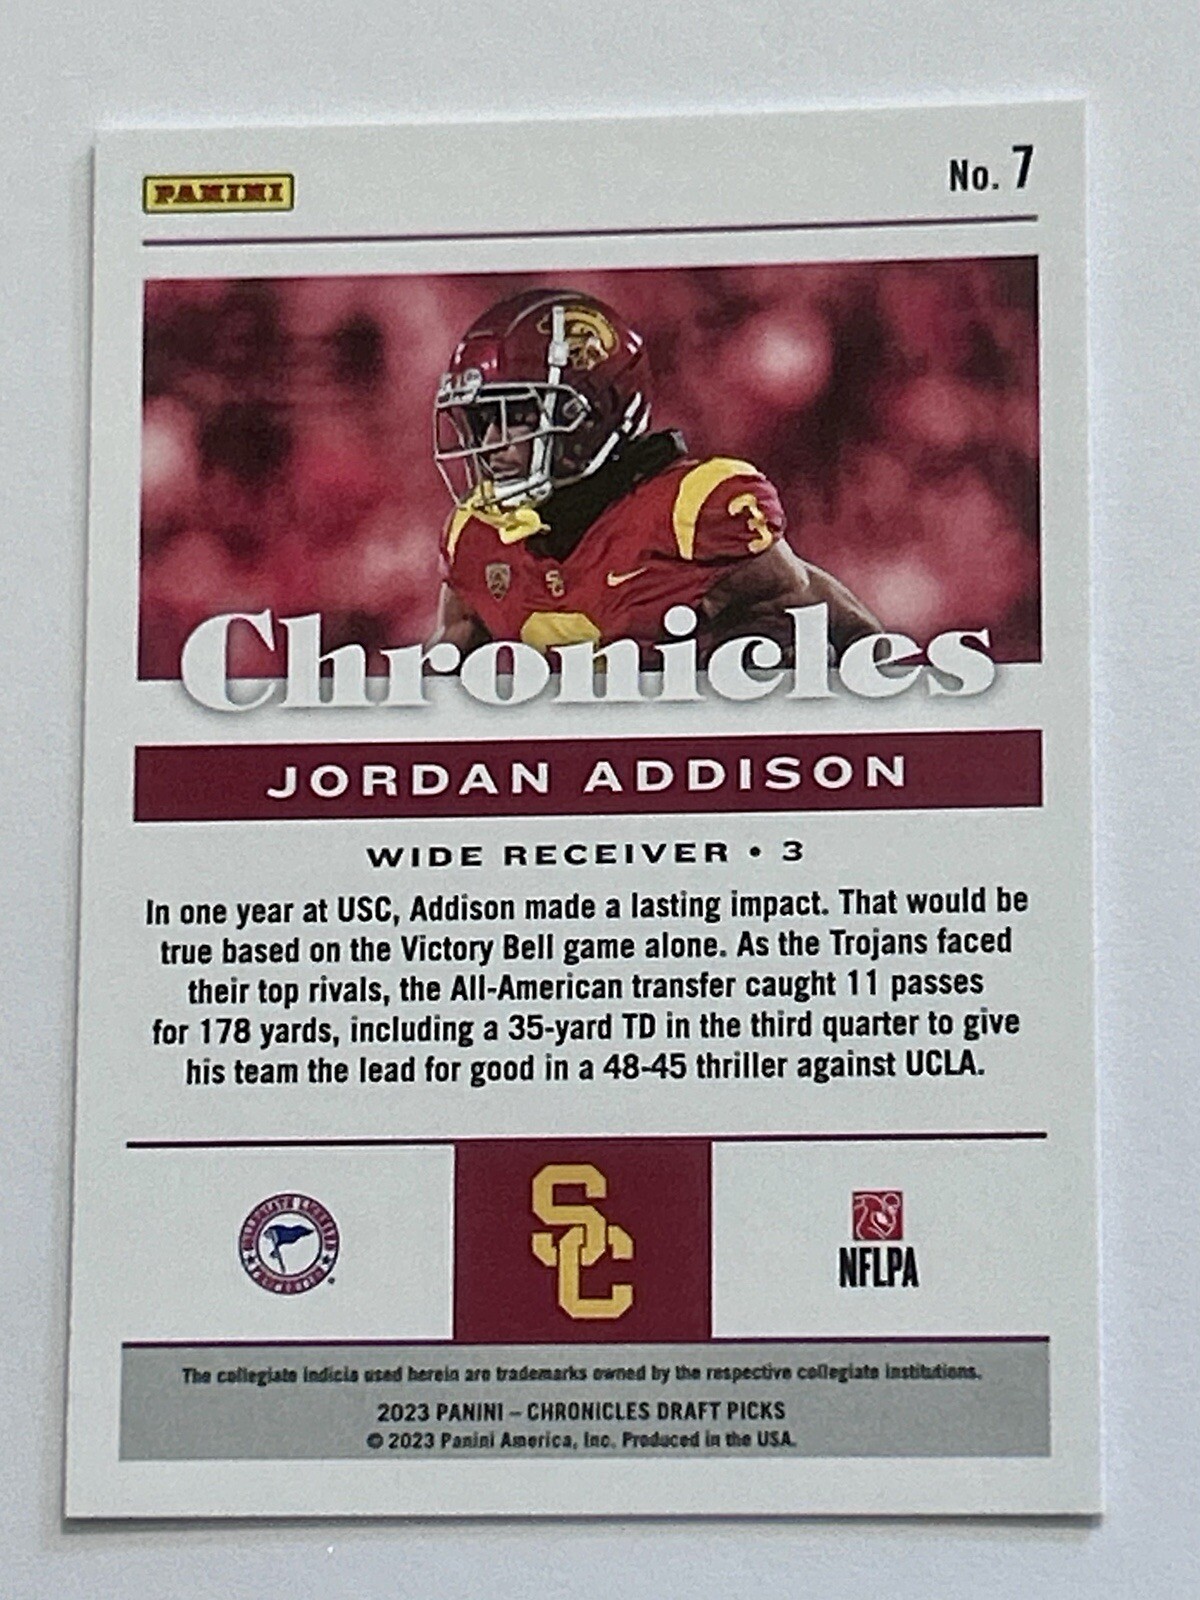 PANINI
No. 7
3
SC
Chronicles
JORDAN ADDISON
WIDE RECEIVER • 3
In one year at USC, Addison made a lasting impact. That would be
true based on the Victory Bell game alone. As the Trojans faced
their top rivals, the All-American transfer caught 11 passes
for 178 yards, including a 35-yard TD in the third quarter to give
his team the lead for good in a 48-45 thriller against UCLA.
COLLEGIATE LICENSED
PRODUCT
SC
NFLPA
The collegiate indicia used herein are trademarks owned by the respective collegiate institutions.
2023 PANINI – CHRONICLES DRAFT PICKS
© 2023 Panini America, Inc. Produced in the USA.